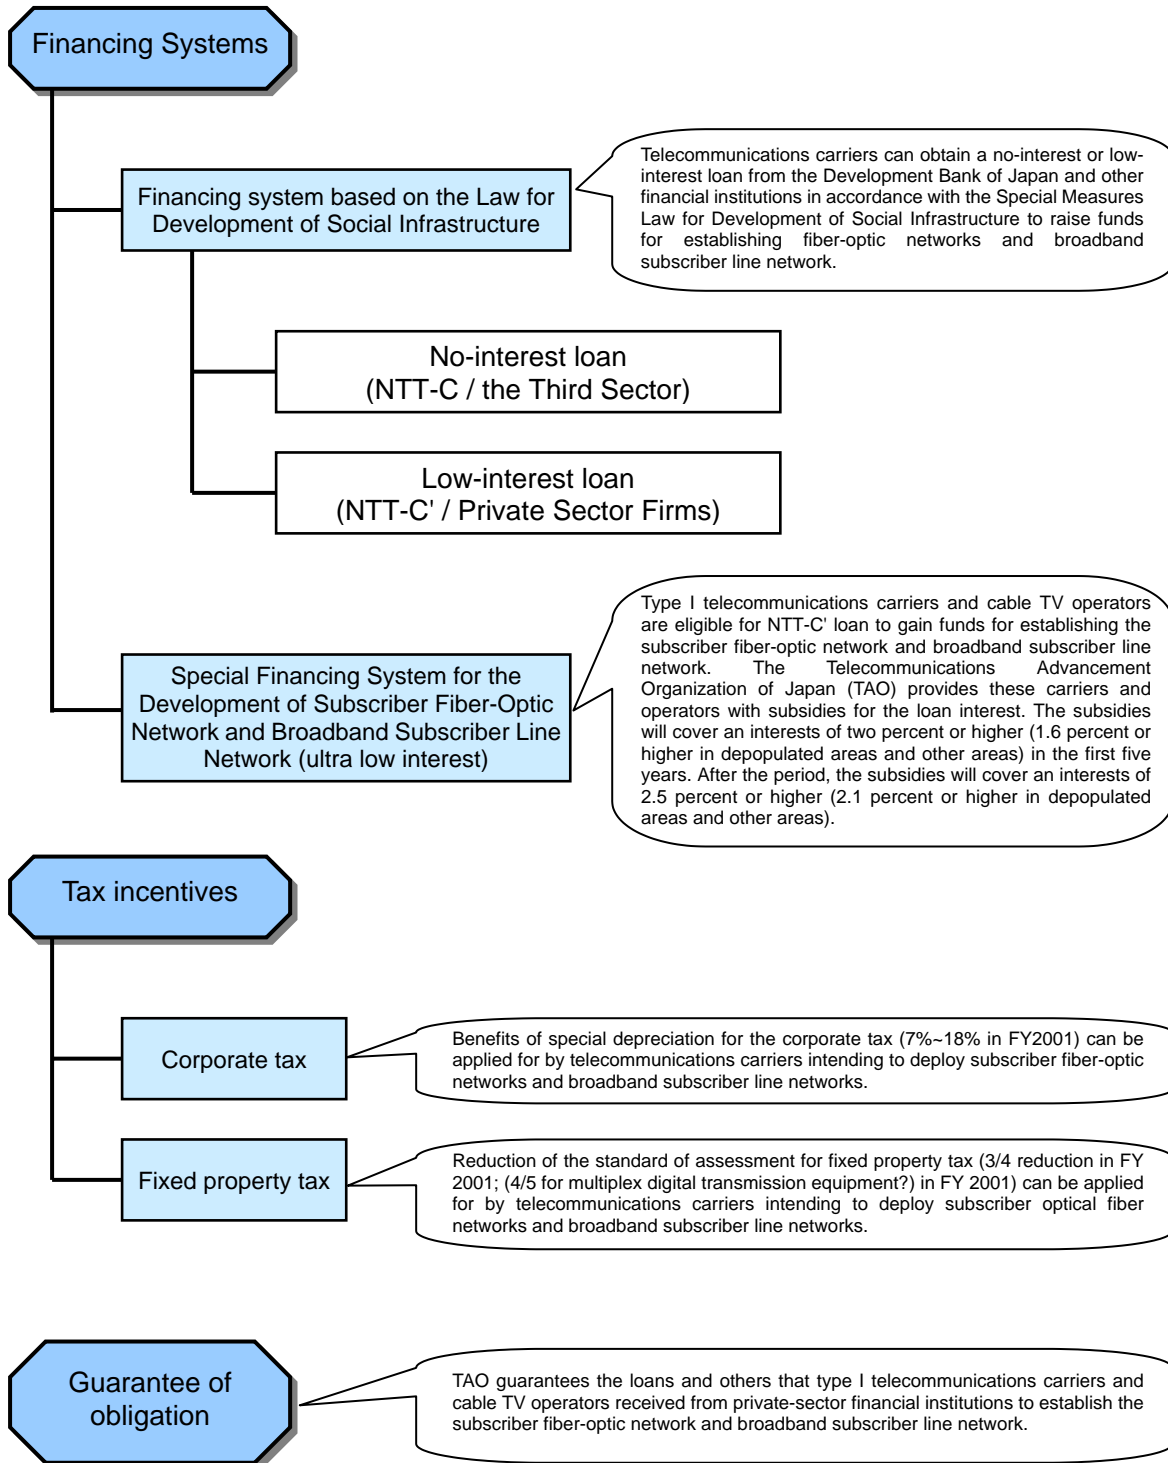 Financing Systems
Telecommunications carriers can obtain a no-interest or low-
interest loan from the Development Bank of Japan and other
financial institutions in accordance with the Special Measures
Law for Development of Social Infrastructure to raise funds
for establishing fiber-optic networks and broadband
subscriber line network.
Financing system based on the Law for
Development of Social Infrastructure
No-interest loan
(NTT-C / the Third Sector)
Low-interest loan
(NTT-C' / Private Sector Firms)
Type I telecommunications carriers and cable TV operators
are eligible for NTT-C' loan to gain funds for establishing the
subscriber fiber-optic network and broadband subscriber line
network. The Telecommunications Advancement
Organization of Japan (TAO) provides these carriers and
operators with subsidies for the loan interest. The subsidies
will cover an interests of two percent or higher (1.6 percent or
higher in depopulated areas and other areas) in the first five
years. After the period, the subsidies will cover an interests of
2.5 percent or higher (2.1 percent or higher in depopulated
areas and other areas).
Special Financing System for the
Development of Subscriber Fiber-Optic
Network and Broadband Subscriber Line
Network (ultra low interest)
Tax incentives
Corporate tax
Benefits of special depreciation for the corporate tax (7%~18% in FY2001) can be
applied for by telecommunications carriers intending to deploy subscriber fiber-optic
networks and broadband subscriber line networks.
Fixed property tax
Reduction of the standard of assessment for fixed property tax (3/4 reduction in FY
2001; (4/5 for multiplex digital transmission equipment?) in FY 2001) can be applied
for by telecommunications carriers intending to deploy subscriber optical fiber
networks and broadband subscriber line networks.
Guarantee of
obligation
TAO guarantees the loans and others that type I telecommunications carriers and
cable TV operators received from private-sector financial institutions to establish the
subscriber fiber-optic network and broadband subscriber line network.